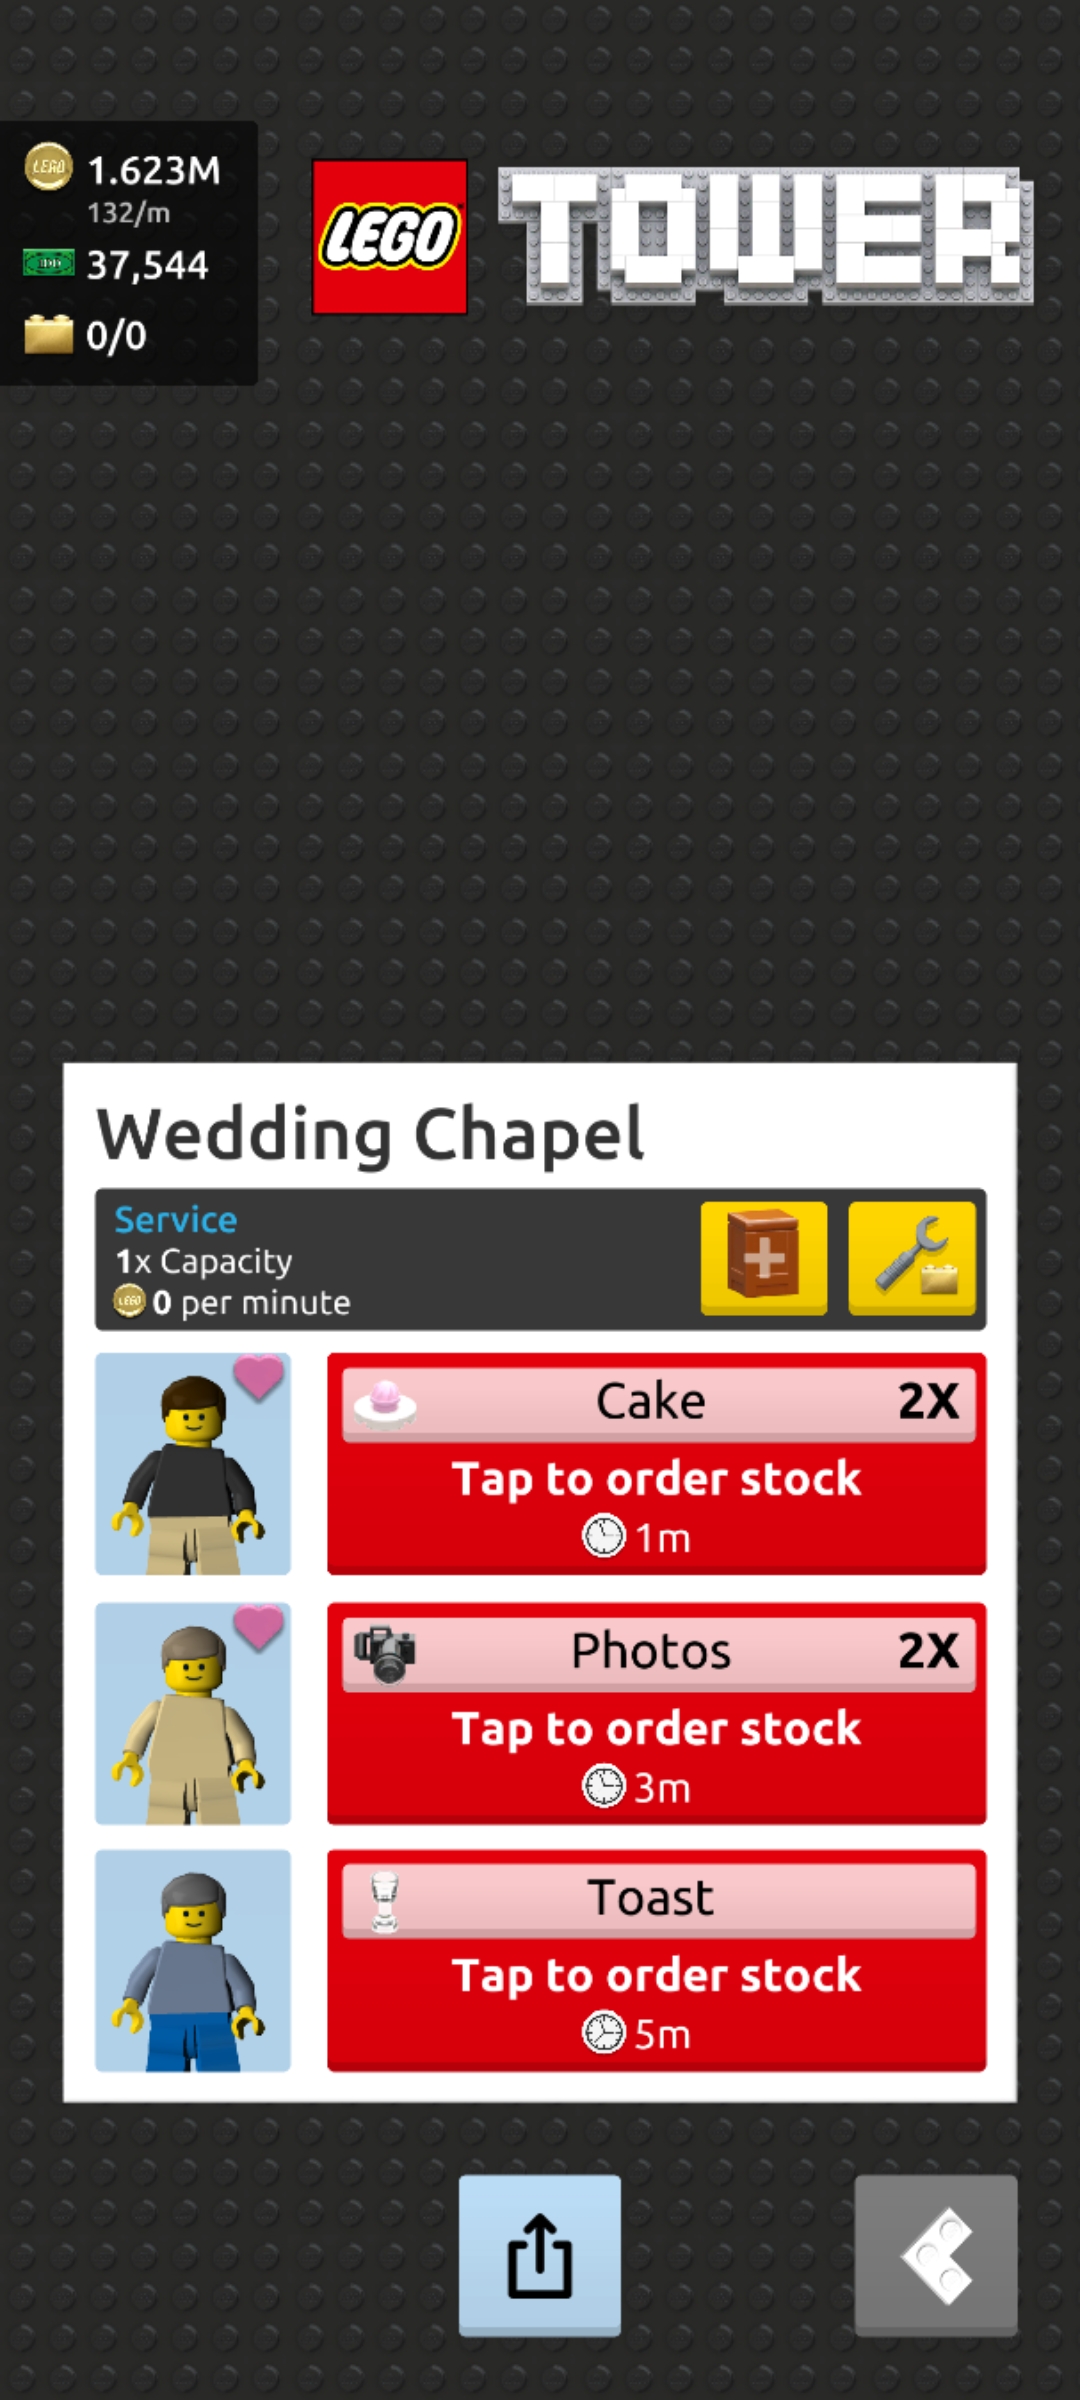 1.623M
132/m
37,544
0/0
LEGO TOWER
Wedding Chapel
Service
1x Capacity
0 per minute
Cake 2X
Tap to order stock
1m
Photos 2X
Tap to order stock
3m
Toast
Tap to order stock
5m